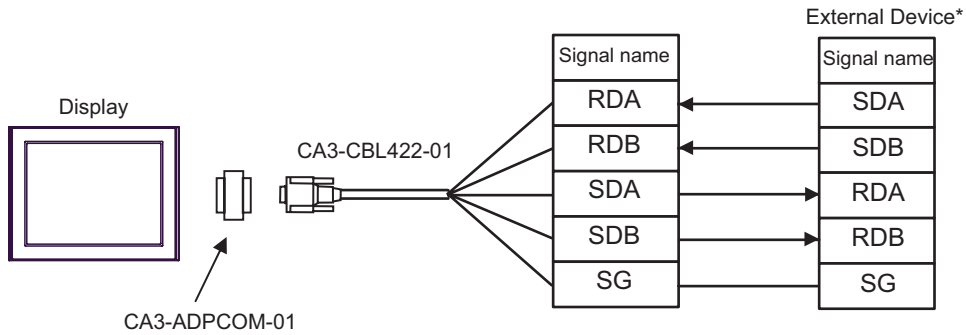 External Device*
Signal name
Signal name
Display
RDA
SDA
CA3-CBL422-01
RDB
SDB
SDA
RDA
SDB
RDB
SG
SG
CA3-ADPCOM-01